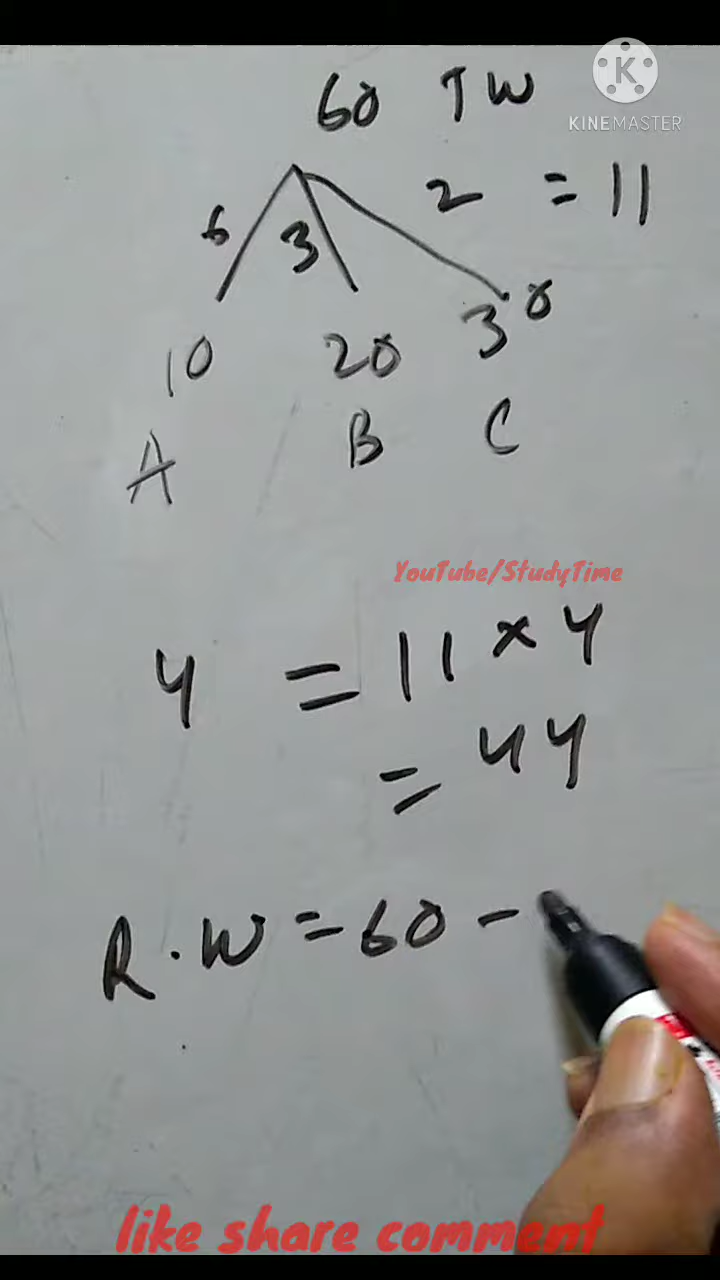 60 TW
KINEMASTER
6 3 2 = 11
10 20 30
A B C
YouTube/StudyTime
4 = 11 × 4
= 44
R.W = 60 -
like share comment